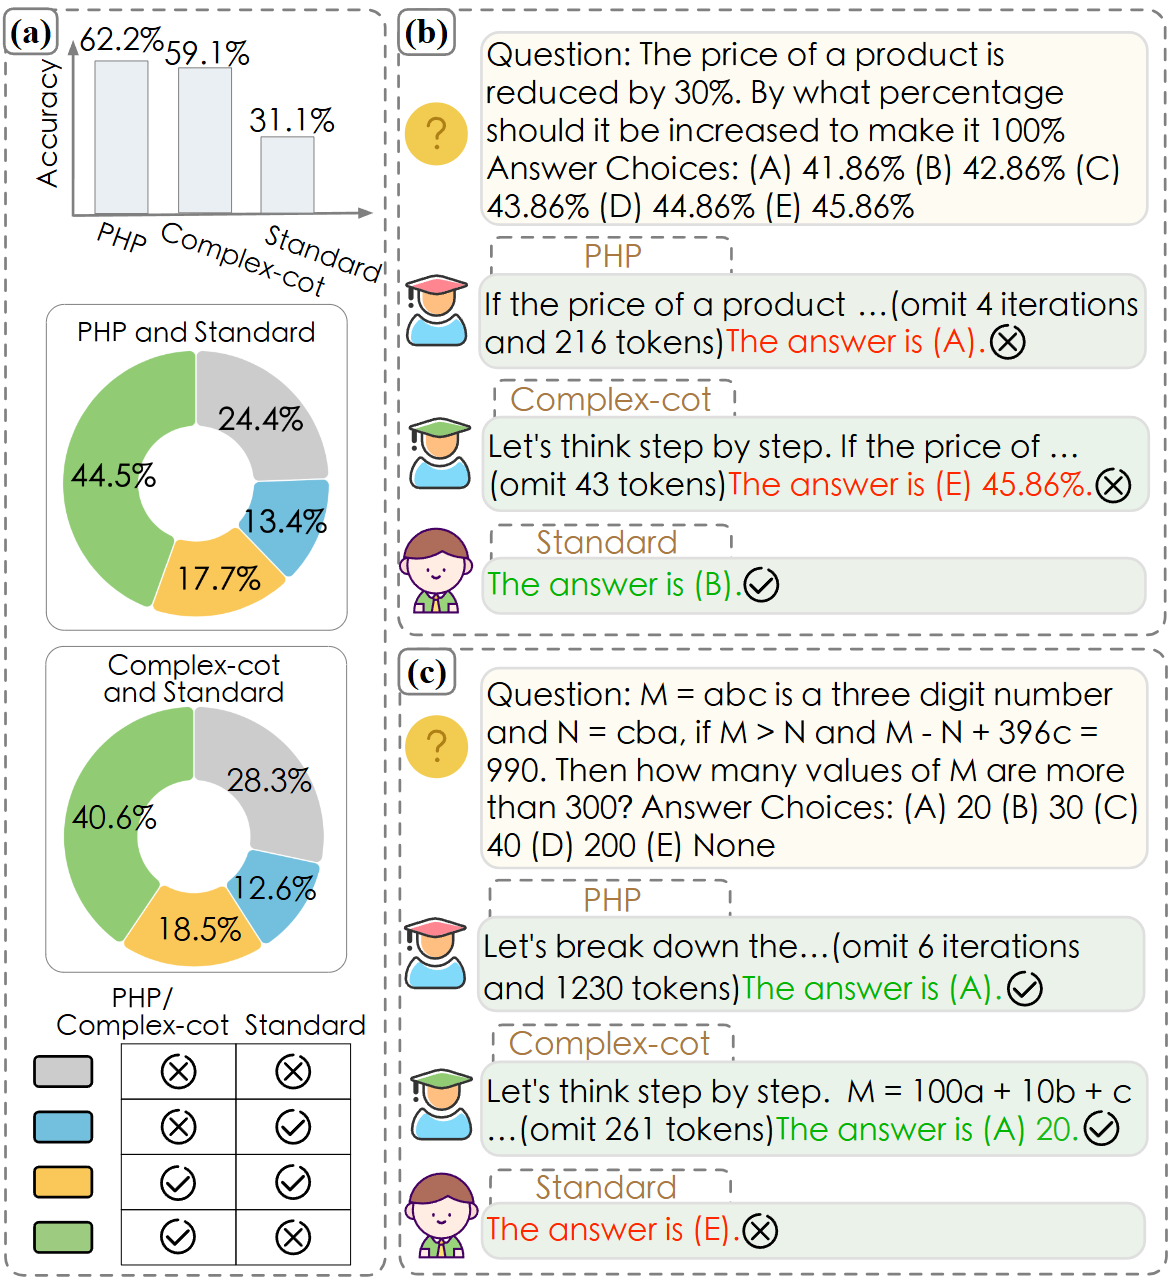 (a)
62.2%
59.1%
31.1%
Accuracy
PHP
Complex-cot
Standard
PHP and Standard
24.4%
44.5%
13.4%
17.7%
Complex-cot
and Standard
28.3%
40.6%
12.6%
18.5%
PHP/
Complex-cot Standard
(b)
Question: The price of a product is
reduced by 30%. By what percentage
should it be increased to make it 100%
Answer Choices: (A) 41.86% (B) 42.86% (C)
43.86% (D) 44.86% (E) 45.86%
?
PHP
If the price of a product ...(omit 4 iterations
and 216 tokens)The answer is (A).
Complex-cot
Let's think step by step. If the price of ...
(omit 43 tokens)The answer is (E) 45.86%.
Standard
The answer is (B).
(c)
Question: M = abc is a three digit number
and N = cba, if M > N and M - N + 396c =
990. Then how many values of M are more
than 300? Answer Choices: (A) 20 (B) 30 (C)
40 (D) 200 (E) None
?
PHP
Let's break down the...(omit 6 iterations
and 1230 tokens)The answer is (A).
Complex-cot
Let's think step by step. M = 100a + 10b + c
...(omit 261 tokens)The answer is (A) 20.
Standard
The answer is (E).